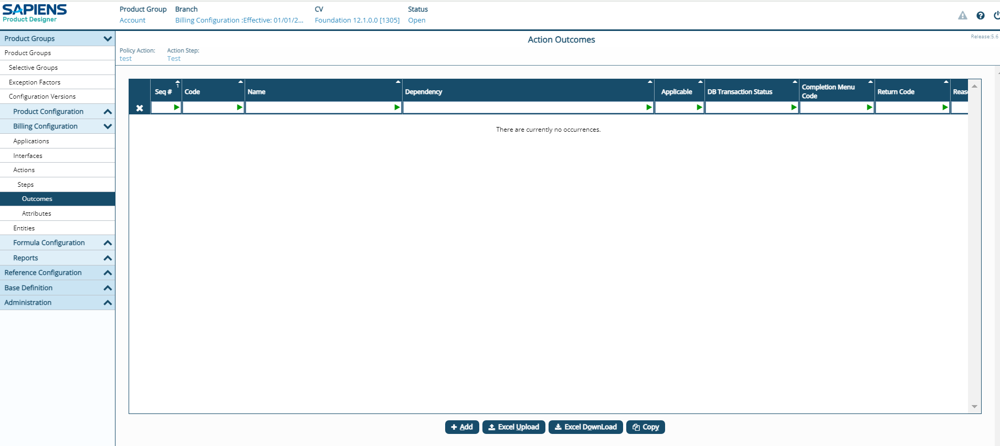 SAPIENS
Product Designer
Product Group Branch CV Status
Account Billing Configuration :Effective: 01/01/2... Foundation 12.1.0.0 [1305] Open
Product Groups
Product Groups
Selective Groups
Exception Factors
Configuration Versions
Product Configuration
Billing Configuration
Applications
Interfaces
Actions
Steps
Outcomes
Attributes
Entities
Formula Configuration
Reports
Reference Configuration
Base Definition
Administration
Action Outcomes
Release:5.6
Policy Action: Action Step:
test Test
Seq # 1 Code Name Dependency Applicable DB Transaction Status Completion Menu Code Return Code Reas
There are currently no occurrences.
Add Excel Upload Excel DownLoad Copy